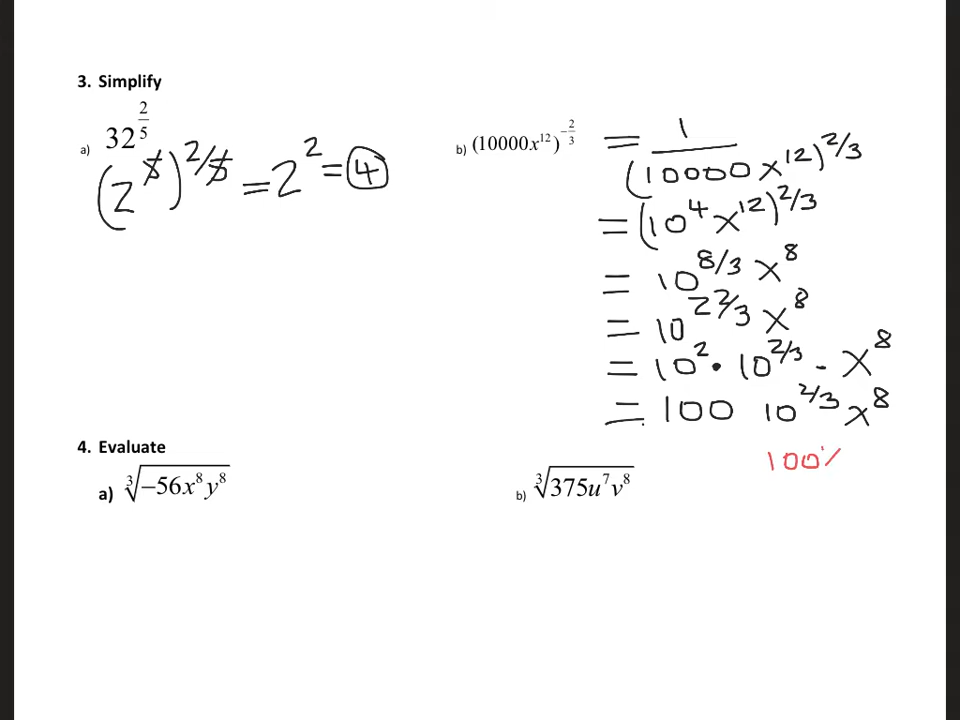 3. Simplify
a) 32^(2/5)
(2^5)^(2/5) = 2^2 = 4
b) (10000x^12)^(-2/3) = 1/(10000x^12)^(2/3)
= (10^4 x^12)^(2/3)
= 10^(8/3) x^8
= 10^(2 2/3) x^8
= 10^2 · 10^(2/3) - x^8
= 100 10^(2/3) x^8
100
4. Evaluate
a) ∛(−56x^8y^8)
b) ∛(375u^7v^8)